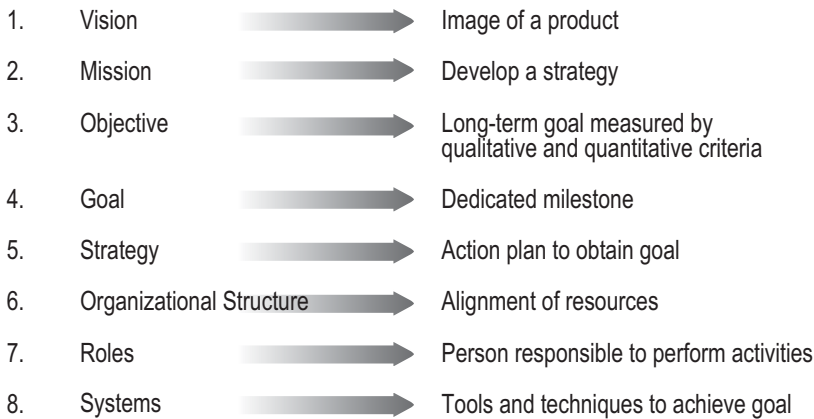 1. Vision Image of a product
2. Mission Develop a strategy
3. Objective Long-term goal measured by
qualitative and quantitative criteria
4. Goal Dedicated milestone
5. Strategy Action plan to obtain goal
6. Organizational Structure Alignment of resources
7. Roles Person responsible to perform activities
8. Systems Tools and techniques to achieve goal